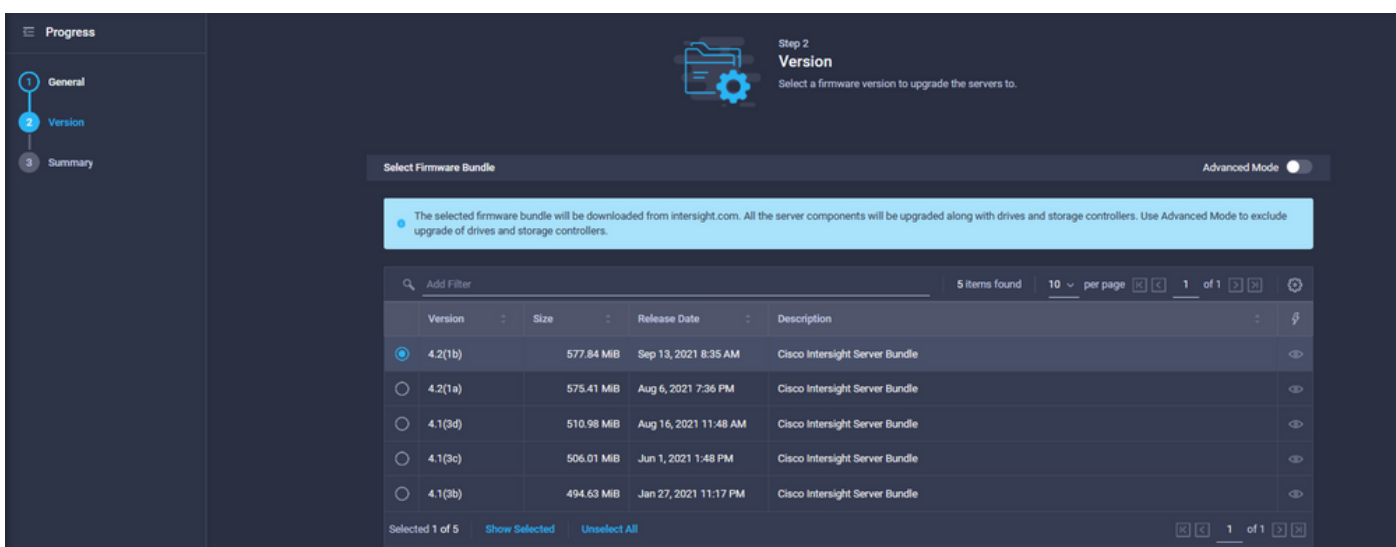 Progress
1 General
2 Version
3 Summary
Step 2
Version
Select a firmware version to upgrade the servers to.
Select Firmware Bundle Advanced Mode
The selected firmware bundle will be downloaded from intersight.com. All the server components will be upgraded along with drives and storage controllers. Use Advanced Mode to exclude
upgrade of drives and storage controllers.
Add Filter 5 items found 10 per page 1 of 1
Version Size Release Date Description
4.2(1b) 577.84 MiB Sep 13, 2021 8:35 AM Cisco Intersight Server Bundle
4.2(1a) 575.41 MiB Aug 6, 2021 7:36 PM Cisco Intersight Server Bundle
4.1(3d) 510.98 MiB Aug 16, 2021 11:48 AM Cisco Intersight Server Bundle
4.1(3c) 506.01 MiB Jun 1, 2021 1:48 PM Cisco Intersight Server Bundle
4.1(3b) 494.63 MiB Jan 27, 2021 11:17 PM Cisco Intersight Server Bundle
Selected 1 of 5 Show Selected Unselect All 1 of 1